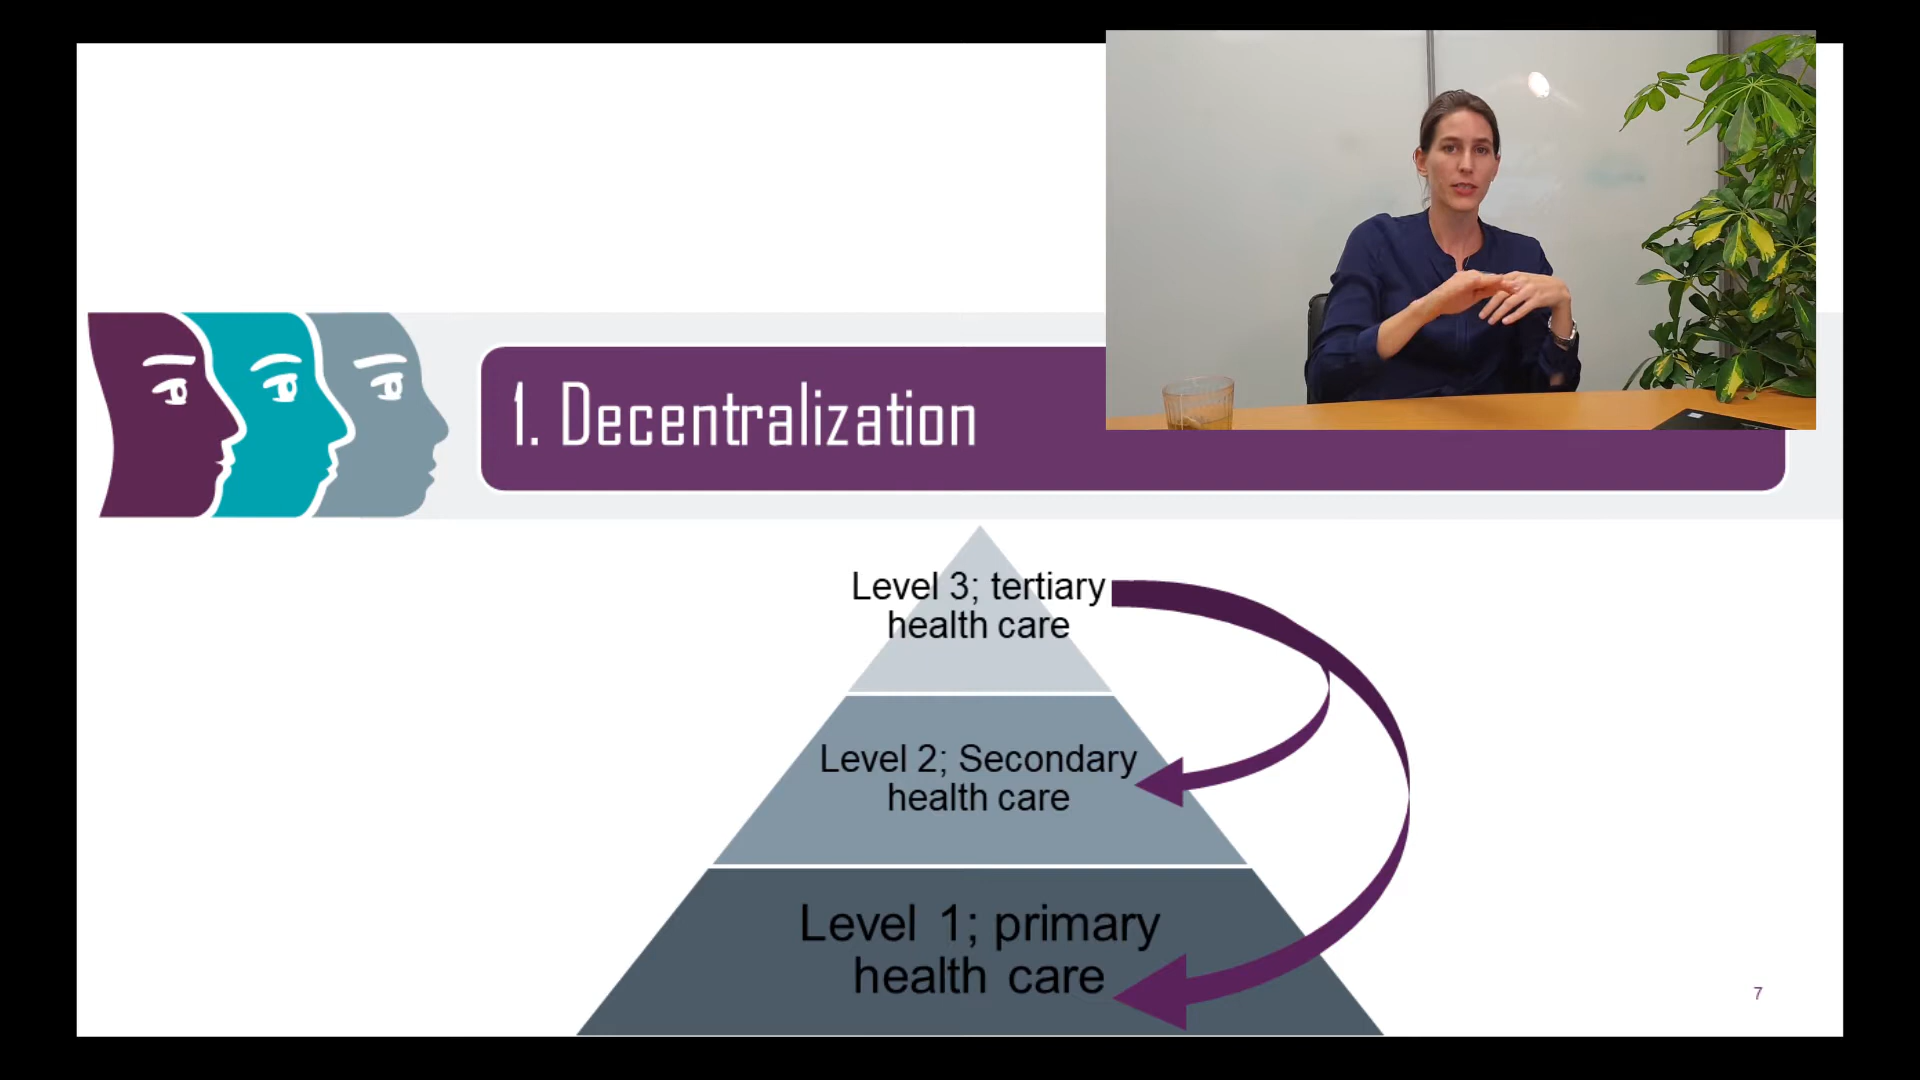 1. Decentralization
Level 3; tertiary
health care
Level 2; Secondary
health care
Level 1; primary
health care
7